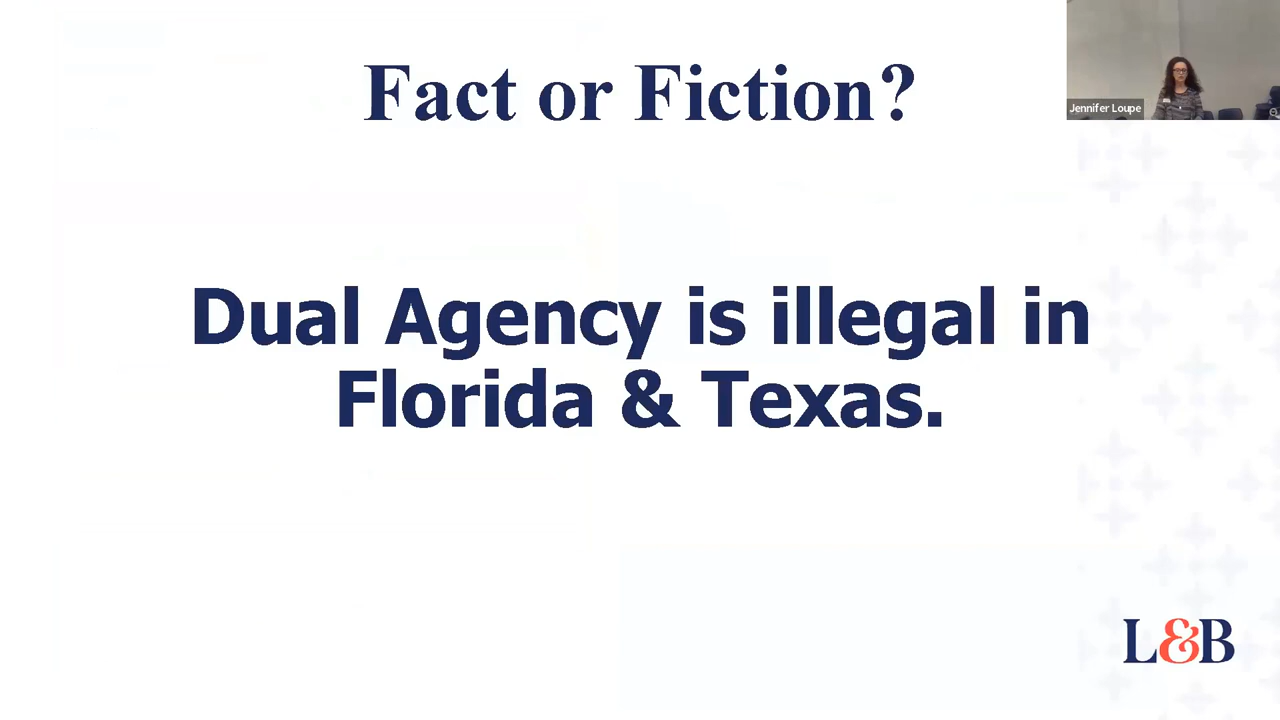 Fact or Fiction?
Jennifer Loupe
Dual Agency is illegal in
Florida & Texas.
L&B